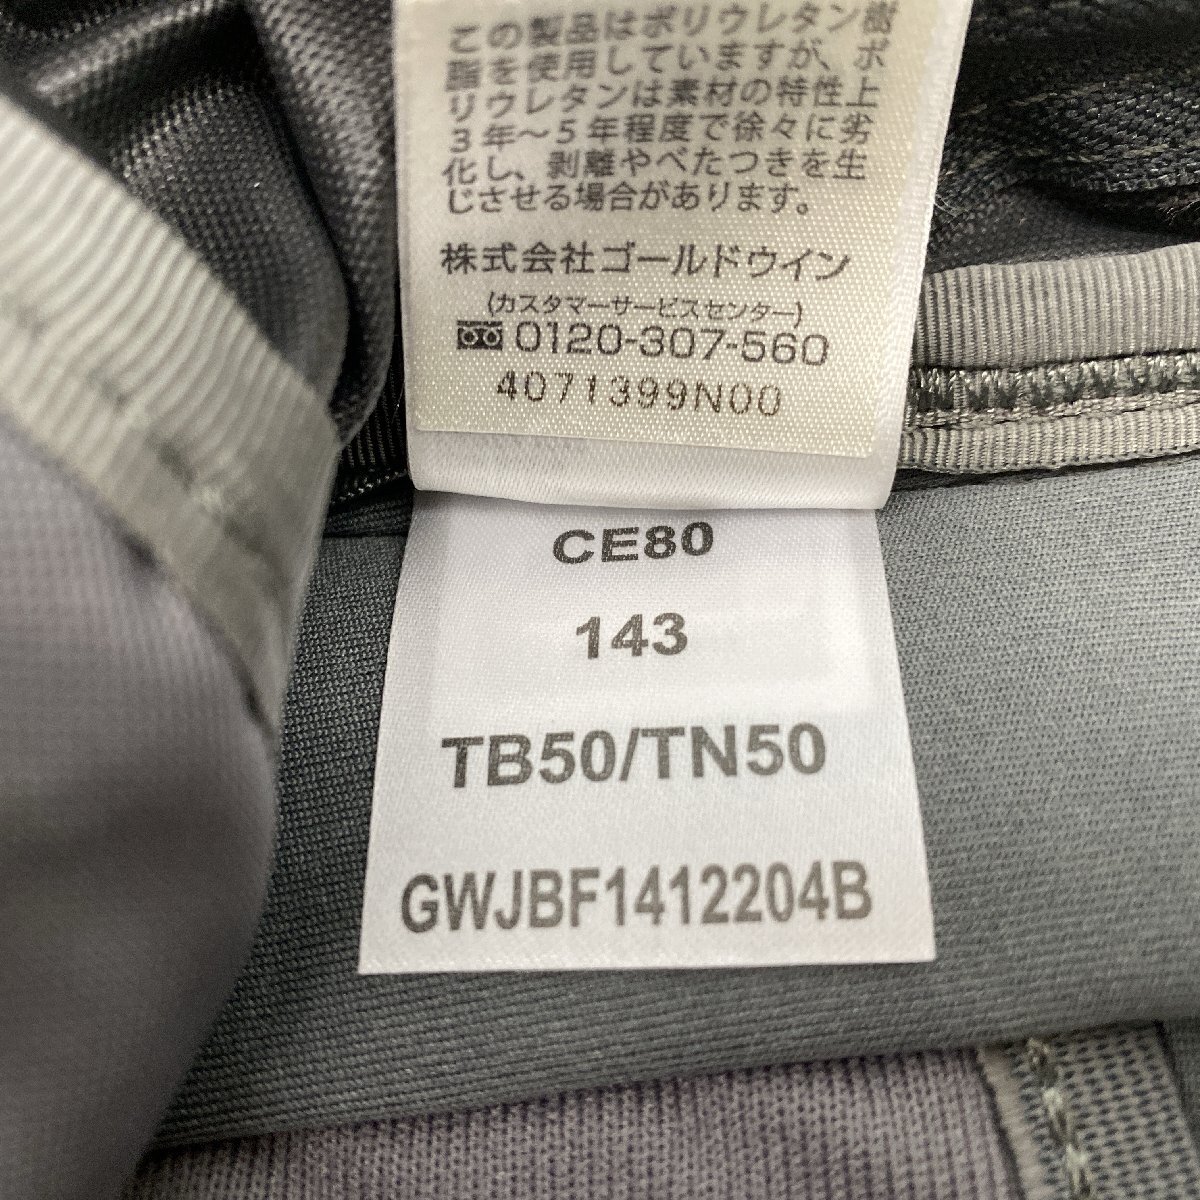 この製品はポリウレタン樹
脂を使用していますが、ポ
リウレタンは素材の特性上
3年～5年程度で徐々に劣
化し、剥離やべたつきを生
じさせる場合があります。
株式会社ゴールドウイン
(カスタマーサービスセンター)
0120-307-560
4071399N00
CE80
143
TB50/TN50
GWJBF1412204B